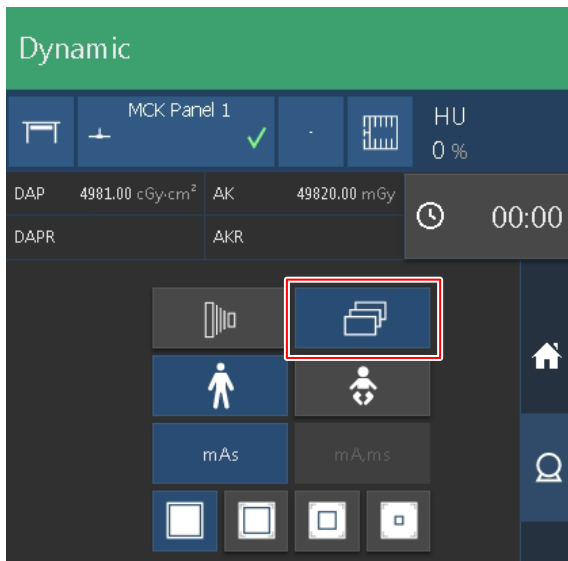 Dynamic
MCK Panel 1
HU
0 %
DAP 4981.00 cGy·cm² AK 49820.00 mGy
00:00
DAPR AKR
mAs mA,ms